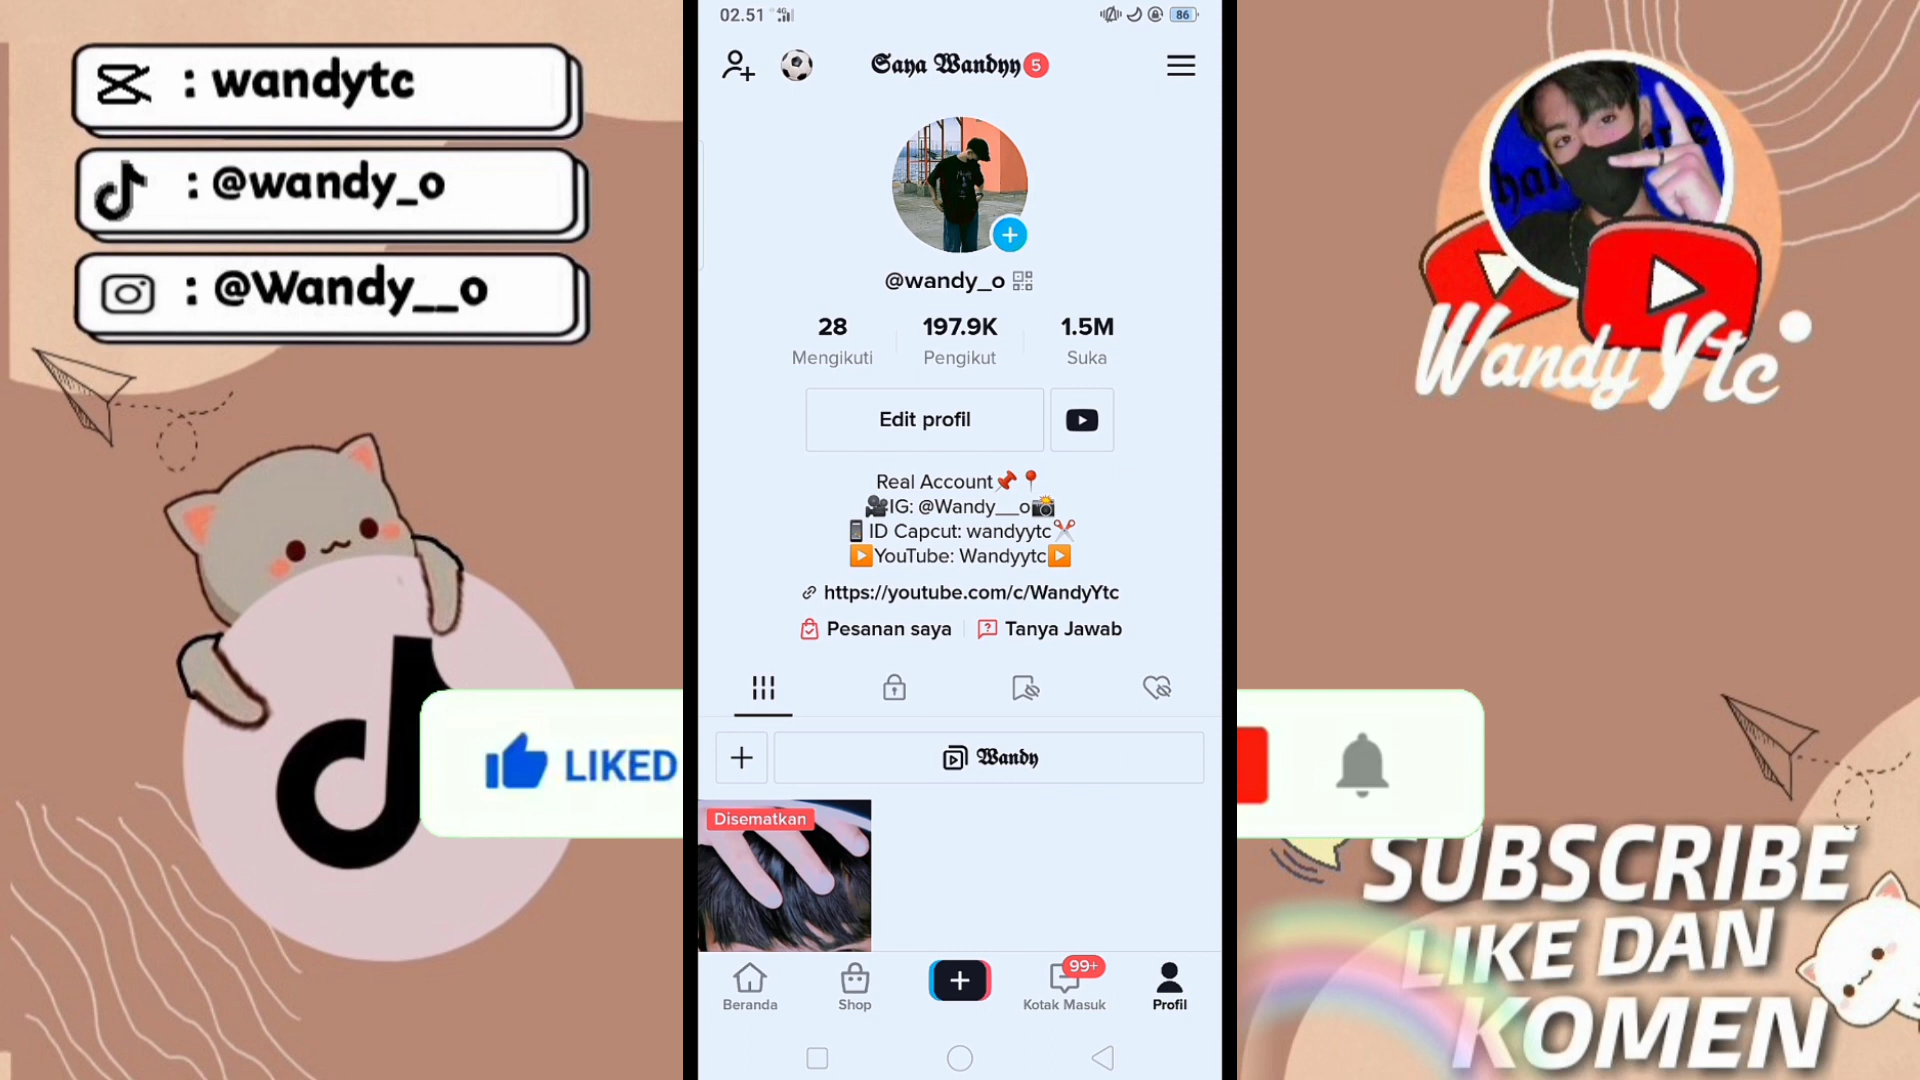 : wandytc
: @wandy_o
: @Wandy__o
LIKED
02.51 4G
86
Saya Wandyy 5
@wandy_o
28
Mengikuti
197.9K
Pengikut
1.5M
Suka
Edit profil
Real Account📌📍
🎥IG: @Wandy__o📸
📱ID Capcut: wandyytc✂️
▶️YouTube: Wandyytc▶️
https://youtube.com/c/WandyYtc
Pesanan saya
Tanya Jawab
Wandy
Disematkan
Beranda
Shop
99+
Kotak Masuk
Profil
Wandy Ytc
SUBSCRIBE
LIKE DAN
KOMEN